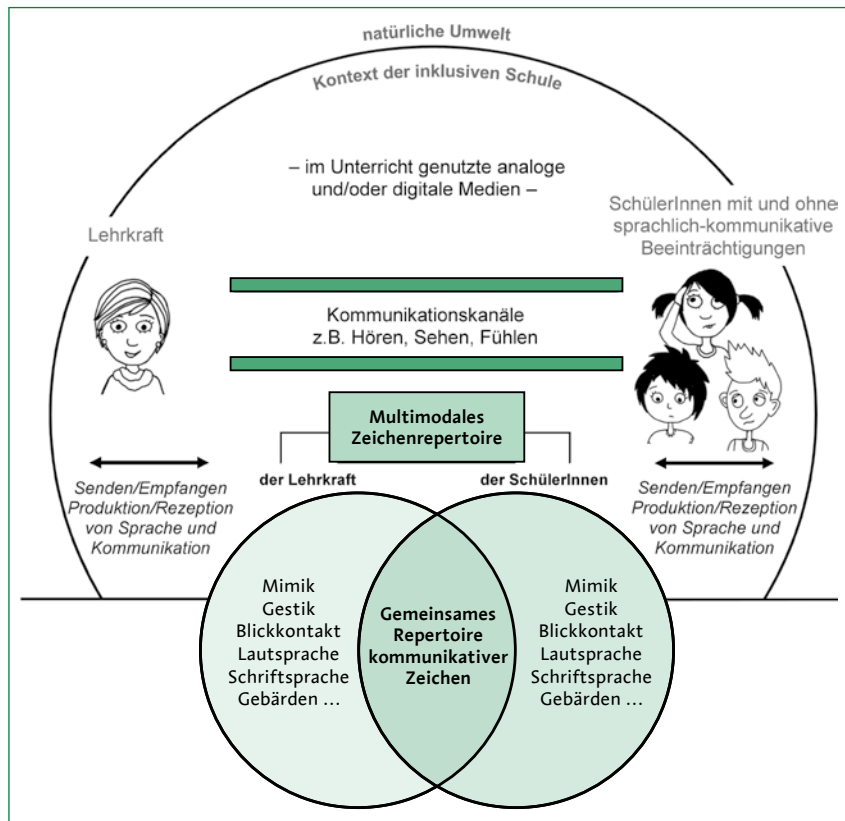 natürliche Umwelt
Kontext der inklusiven Schule
– im Unterricht genutzte analoge
und/oder digitale Medien –
Lehrkraft
SchülerInnen mit und ohne
sprachlich-kommunikative
Beeinträchtigungen
Kommunikationskanäle
z.B. Hören, Sehen, Fühlen
Multimodales
Zeichenrepertoire
der Lehrkraft
der SchülerInnen
Senden/Empfangen
Produktion/Rezeption
von Sprache und
Kommunikation
Senden/Empfangen
Produktion/Rezeption
von Sprache und
Kommunikation
Mimik
Gestik
Blickkontakt
Lautsprache
Schriftsprache
Gebärden ...
Gemeinsames
Repertoire
kommunikativer
Zeichen
Mimik
Gestik
Blickkontakt
Lautsprache
Schriftsprache
Gebärden ...